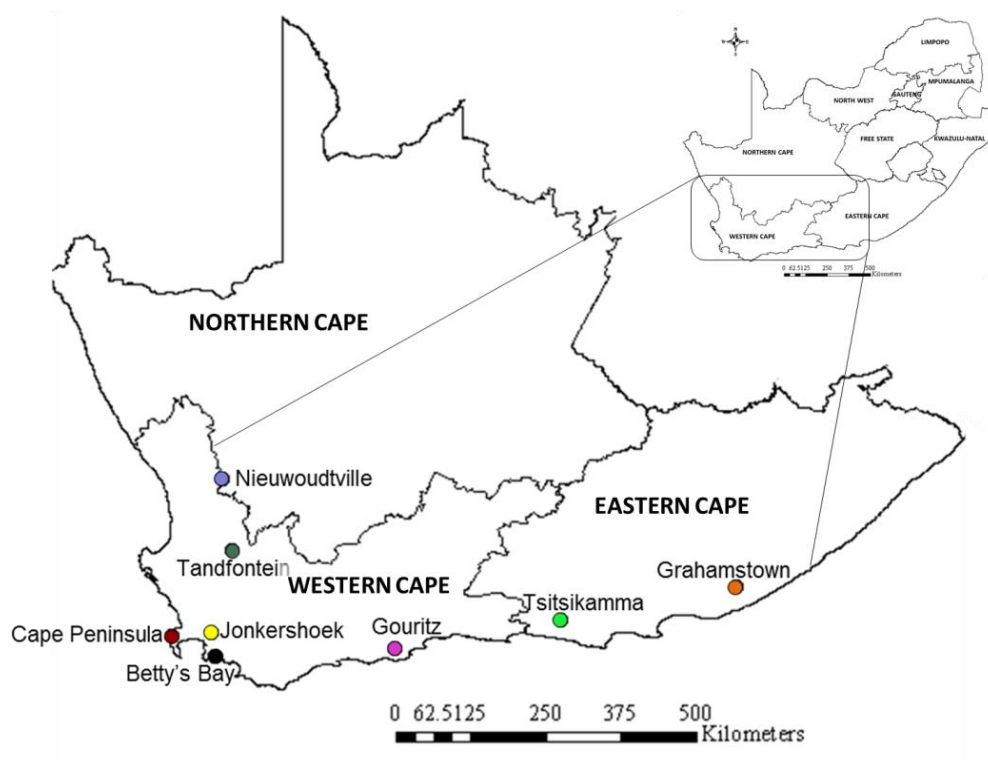 N
W
E
S
LIMPOPO
MPUMALANGA
NORTH WEST
GAUTENG
FREE STATE
KWAZULU-NATAL
NORTHERN CAPE
EASTERN CAPE
WESTERN CAPE
0 62.5125 250 375 500
Kilometers
NORTHERN CAPE
Nieuwoudtville
EASTERN CAPE
Tandfontein
WESTERN CAPE
Grahamstown
Tsitsikamma
Cape Peninsula
Jonkershoek
Gouritz
Betty's Bay
0 62.5125 250 375 500
Kilometers